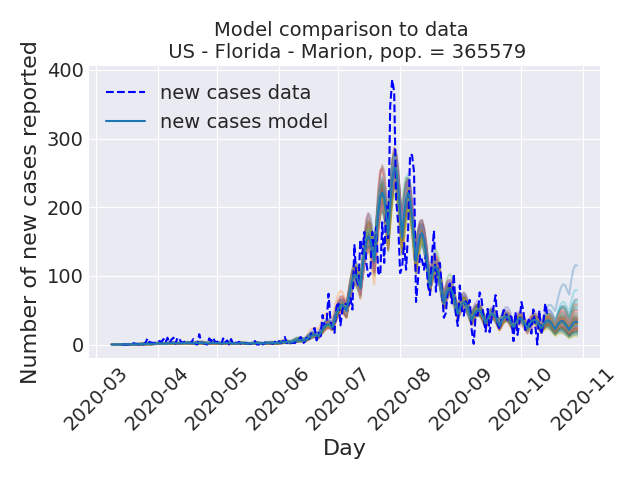 Model comparison to data
US - Florida - Marion, pop. = 365579
Number of new cases reported
400
300
200
100
0
new cases data
new cases model
2020-03
2020-04
2020-05
2020-06
2020-07
2020-08
2020-09
2020-10
2020-11
Day